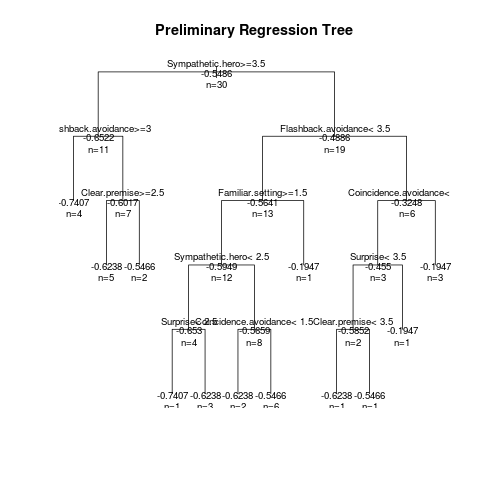 Preliminary Regression Tree
Sympathetic.hero>=3.5
-0.5486
n=30
shback.avoidance>=3
-0.6522
n=11
Flashback.avoidance< 3.5
-0.4886
n=19
-0.7407
n=4
Clear.premise>=2.5
-0.6017
n=7
Familiar.setting>=1.5
-0.5641
n=13
Coincidence.avoidance<
-0.3248
n=6
-0.6238
n=5
-0.5466
n=2
Sympathetic.hero< 2.5
-0.5949
n=12
-0.1947
n=1
Surprise< 3.5
-0.455
n=3
-0.1947
n=3
Surprise< 2.5
-0.653
n=4
Coincidence.avoidance< 1.5
-0.5659
n=8
Clear.premise< 3.5
-0.5852
n=2
-0.1947
n=1
-0.7407
n=1
-0.6238
n=3
-0.6238
n=2
-0.5466
n=6
-0.6238
n=1
-0.5466
n=1